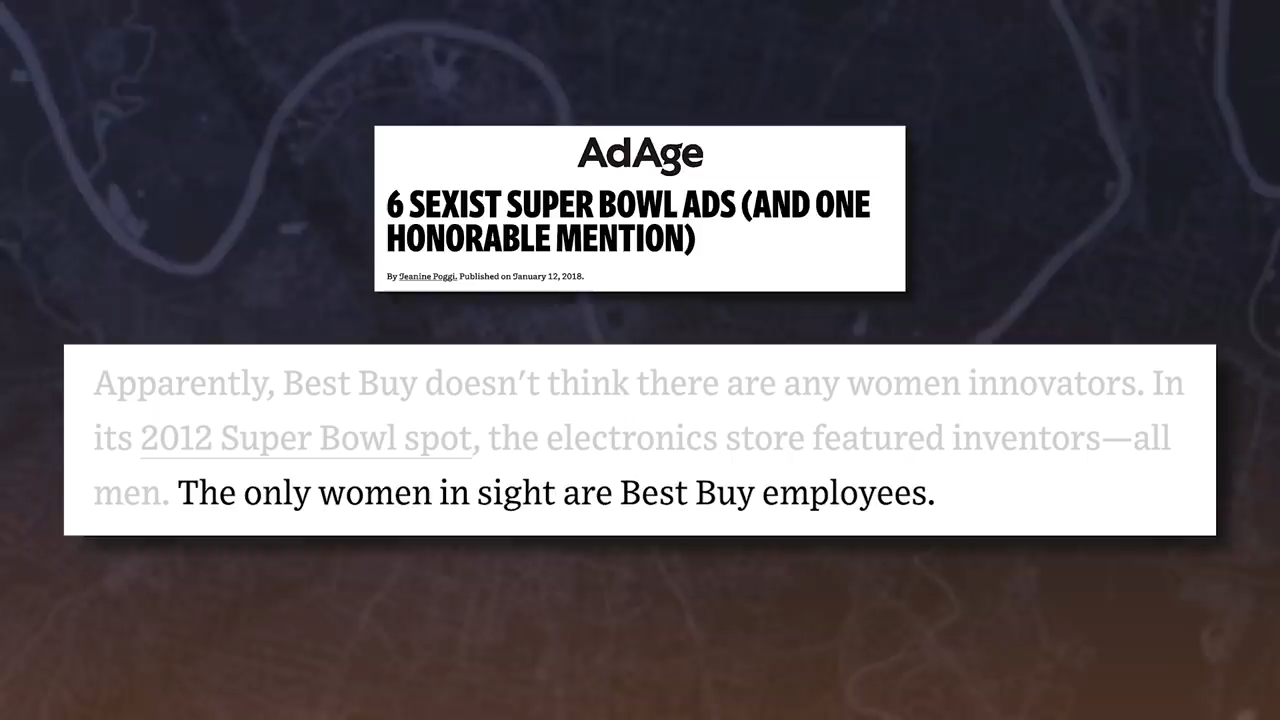 AdAge
6 SEXIST SUPER BOWL ADS (AND ONE
HONORABLE MENTION)
By Jeanine Poggi. Published on January 12, 2018.
Apparently, Best Buy doesn't think there are any women innovators. In
its 2012 Super Bowl spot, the electronics store featured inventors—all
men. The only women in sight are Best Buy employees.